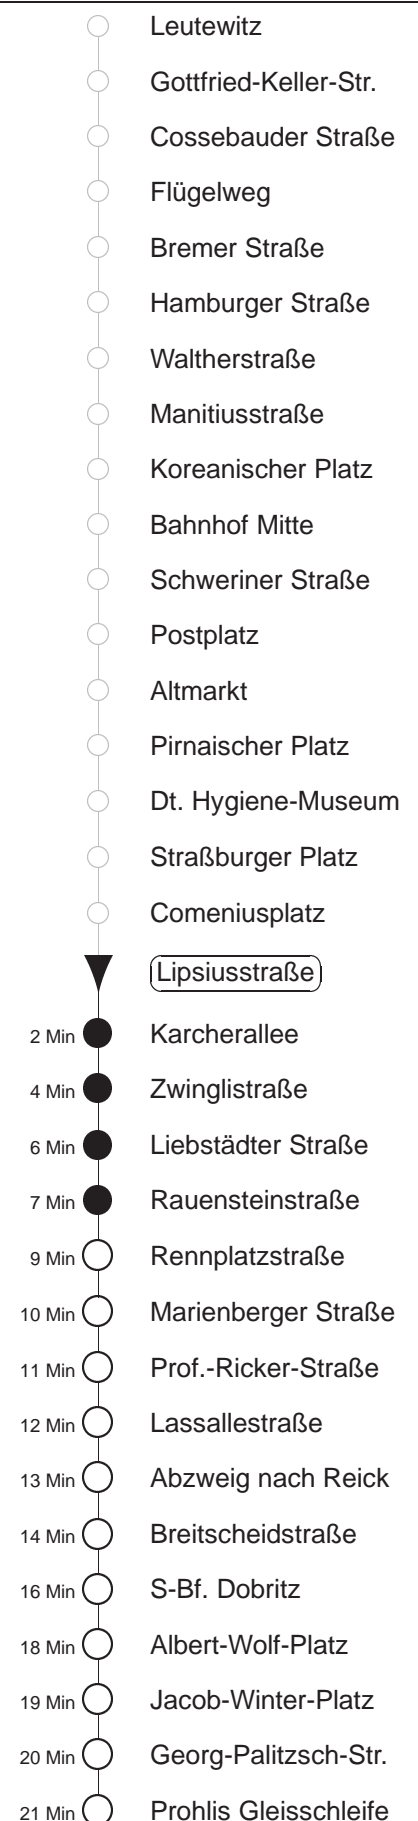 Leutewitz
Gottfried-Keller-Str.
Cossebauder Straße
Flügelweg
Bremer Straße
Hamburger Straße
Waltherstraße
Manitiusstraße
Koreanischer Platz
Bahnhof Mitte
Schweriner Straße
Postplatz
Altmarkt
Pirnaischer Platz
Dt. Hygiene-Museum
Straßburger Platz
Comeniusplatz
Lipsiusstraße
2 Min Karcherallee
4 Min Zwinglistraße
6 Min Liebstädter Straße
7 Min Rauensteinstraße
9 Min Rennplatzstraße
10 Min Marienberger Straße
11 Min Prof.-Ricker-Straße
12 Min Lassallestraße
13 Min Abzweig nach Reick
14 Min Breitscheidstraße
16 Min S-Bf. Dobritz
18 Min Albert-Wolf-Platz
19 Min Jacob-Winter-Platz
20 Min Georg-Palitzsch-Str.
21 Min Prohlis Gleisschleife